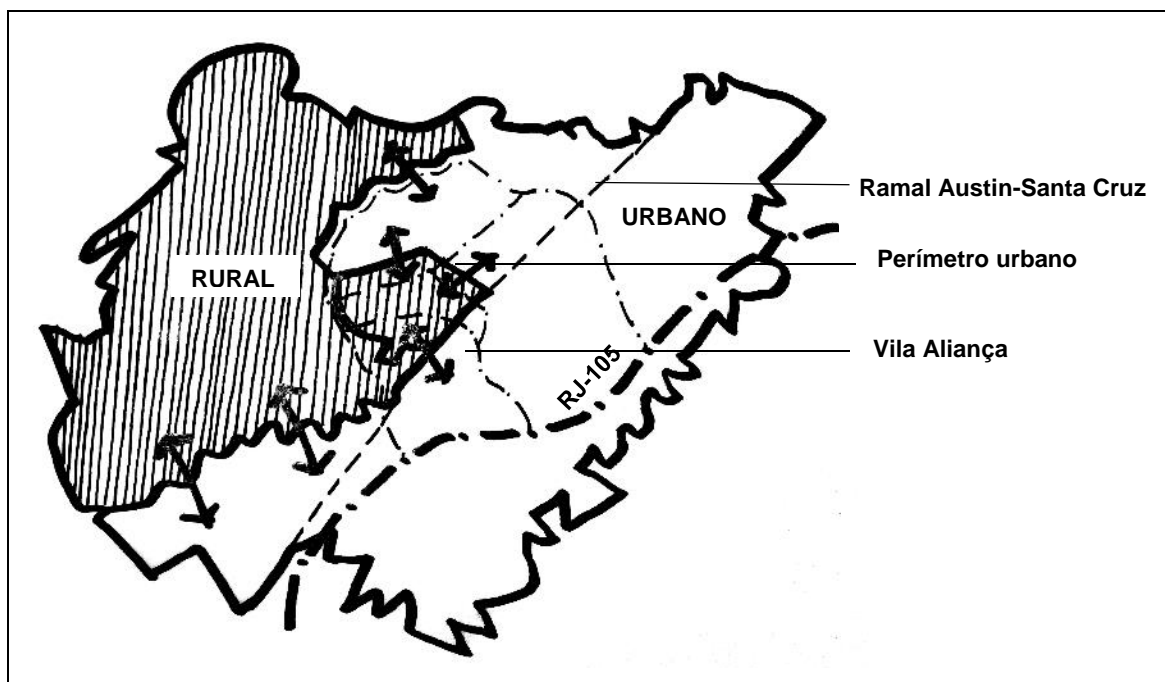 Ramal Austin-Santa Cruz
URBANO
Perímetro urbano
RURAL
Vila Aliança
RJ-105